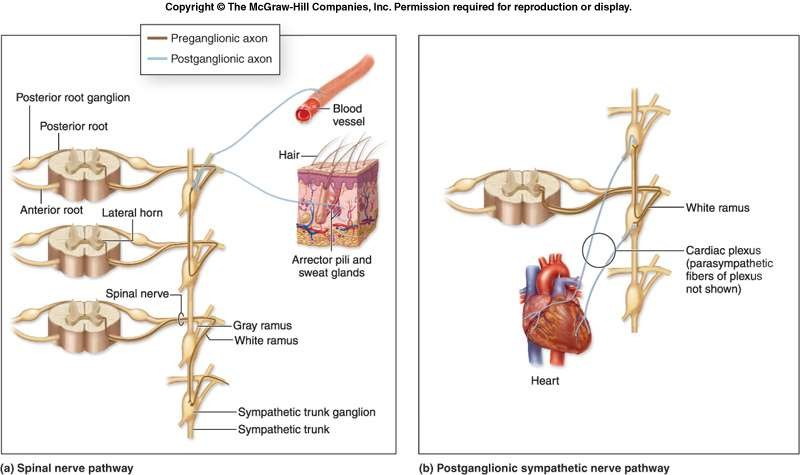 Copyright © The McGraw-Hill Companies, Inc. Permission required for reproduction or display.
Preganglionic axon
Postganglionic axon
Posterior root ganglion
Posterior root
Blood
vessel
Hair
Anterior root
Lateral horn
Arrector pili and
sweat glands
Spinal nerve
Gray ramus
White ramus
Sympathetic trunk ganglion
Sympathetic trunk
(a) Spinal nerve pathway
White ramus
Cardiac plexus
(parasympathetic
fibers of plexus
not shown)
Heart
(b) Postganglionic sympathetic nerve pathway